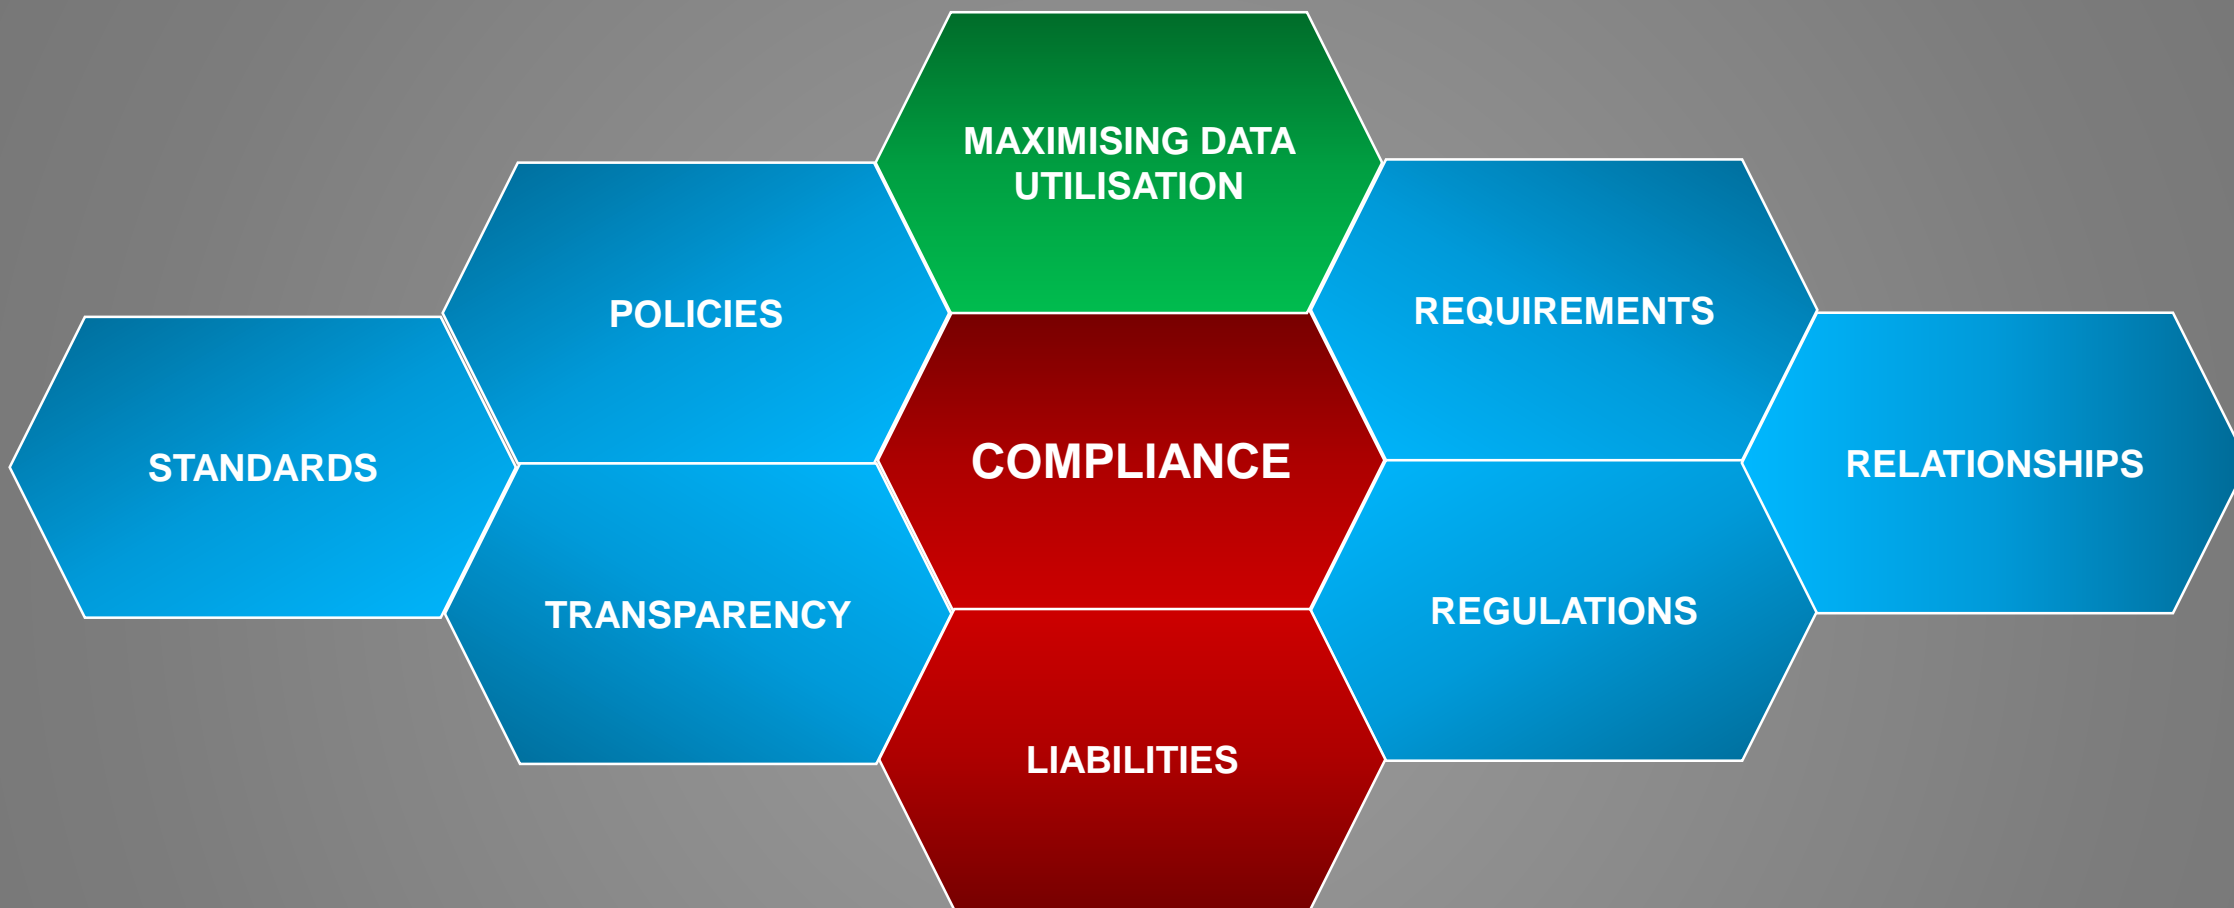 MAXIMISING DATA
UTILISATION
POLICIES
REQUIREMENTS
STANDARDS
COMPLIANCE
RELATIONSHIPS
TRANSPARENCY
REGULATIONS
LIABILITIES